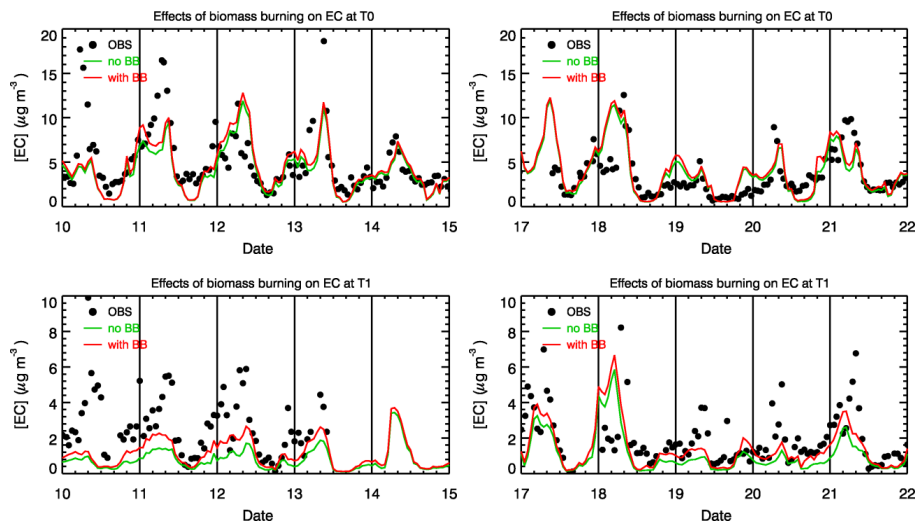 Effects of biomass burning on EC at T0
20
15
10
5
0
[EC] (µg m⁻³)
OBS
no BB
with BB
10 11 12 13 14 15
Date
Effects of biomass burning on EC at T0
20
15
10
5
0
[EC] (µg m⁻³)
OBS
no BB
with BB
17 18 19 20 21 22
Date
Effects of biomass burning on EC at T1
10
8
6
4
2
0
[EC] (µg m⁻³)
OBS
no BB
with BB
10 11 12 13 14 15
Date
Effects of biomass burning on EC at T1
10
8
6
4
2
0
[EC] (µg m⁻³)
OBS
no BB
with BB
17 18 19 20 21 22
Date